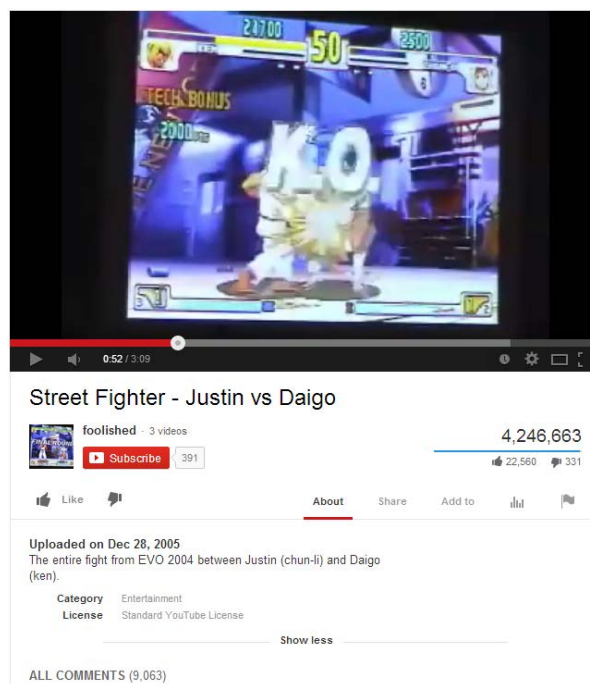 24700
2500
50
KEN
TECH. BONUS
2000 PTS
K.O.
0:52 / 3:09
Street Fighter - Justin vs Daigo
foolished · 3 videos
Subscribe 391
4,246,663
22,560 331
Like
About Share Add to
Uploaded on Dec 28, 2005
The entire fight from EVO 2004 between Justin (chun-li) and Daigo
(ken).
Category Entertainment
License Standard YouTube License
Show less
ALL COMMENTS (9,063)